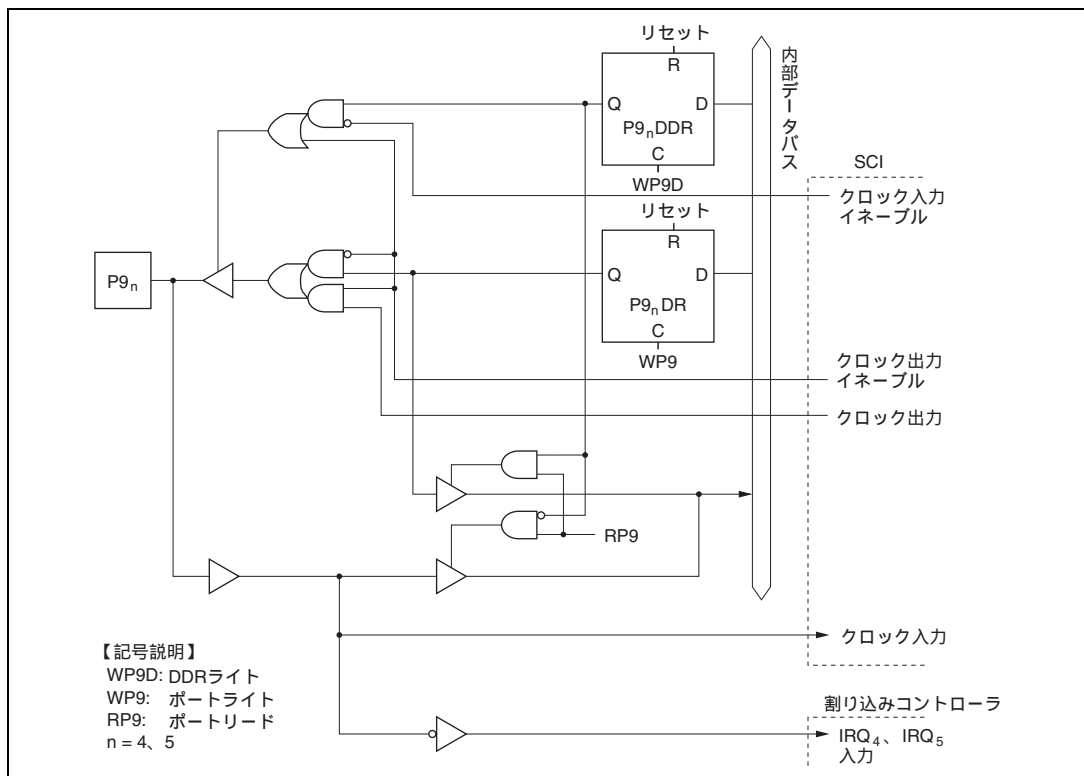 リセット
R
Q
D
P9nDDR
C
WP9D
内部データバス
SCI
クロック入力
イネーブル
リセット
R
Q
D
P9nDR
C
WP9
P9n
クロック出力
イネーブル
クロック出力
RP9
クロック入力
【記号説明】
WP9D: DDRライト
WP9: ポートライト
RP9: ポートリード
n = 4、5
割り込みコントローラ
IRQ4、IRQ5
入力